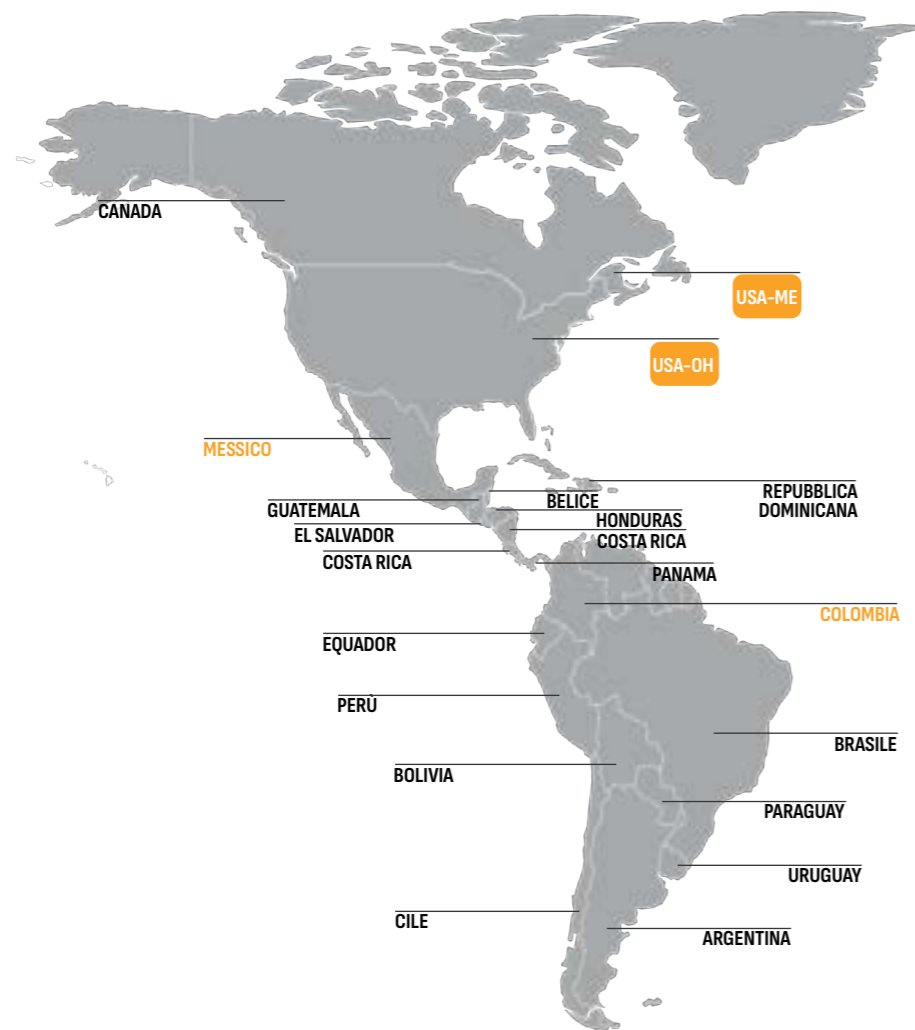 CANADA
USA-ME
USA-OH
MESSICO
GUATEMALA
BELICE
REPUBBLICA
DOMINICANA
EL SALVADOR
HONDURAS
COSTA RICA
COSTA RICA
PANAMA
COLOMBIA
EQUADOR
PERÙ
BRASILE
BOLIVIA
PARAGUAY
URUGUAY
CILE
ARGENTINA